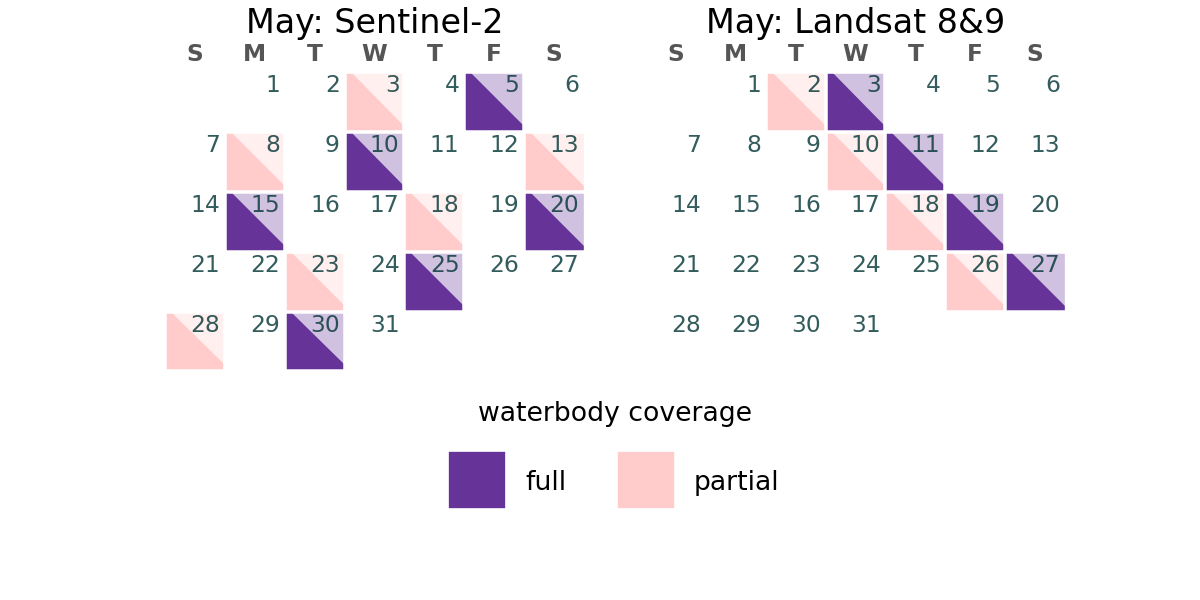 May: Sentinel-2
S M T W T F S
1 2 3 4 5 6
7 8 9 10 11 12 13
14 15 16 17 18 19 20
21 22 23 24 25 26 27
28 29 30 31
May: Landsat 8&9
S M T W T F S
1 2 3 4 5 6
7 8 9 10 11 12 13
14 15 16 17 18 19 20
21 22 23 24 25 26 27
28 29 30 31
waterbody coverage
full
partial